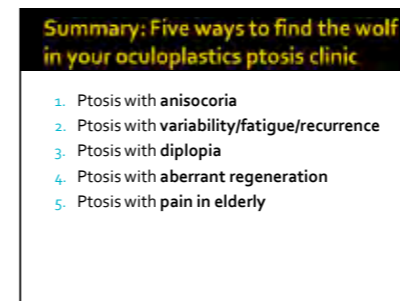 Summary: Five ways to find the wolf
in your oculoplastics ptosis clinic
1. Ptosis with anisocoria
2. Ptosis with variability/fatigue/recurrence
3. Ptosis with diplopia
4. Ptosis with aberrant regeneration
5. Ptosis with pain in elderly